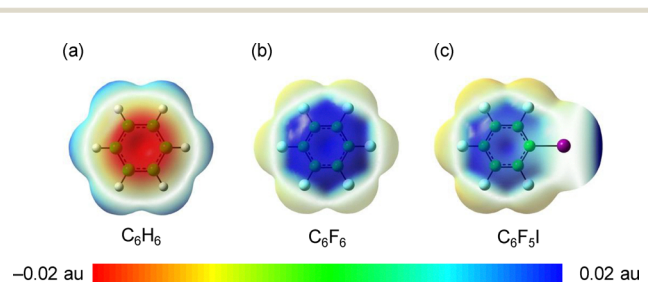 (a) (b) (c)
C₆H₆ C₆F₆ C₆F₅I
–0.02 au 0.02 au